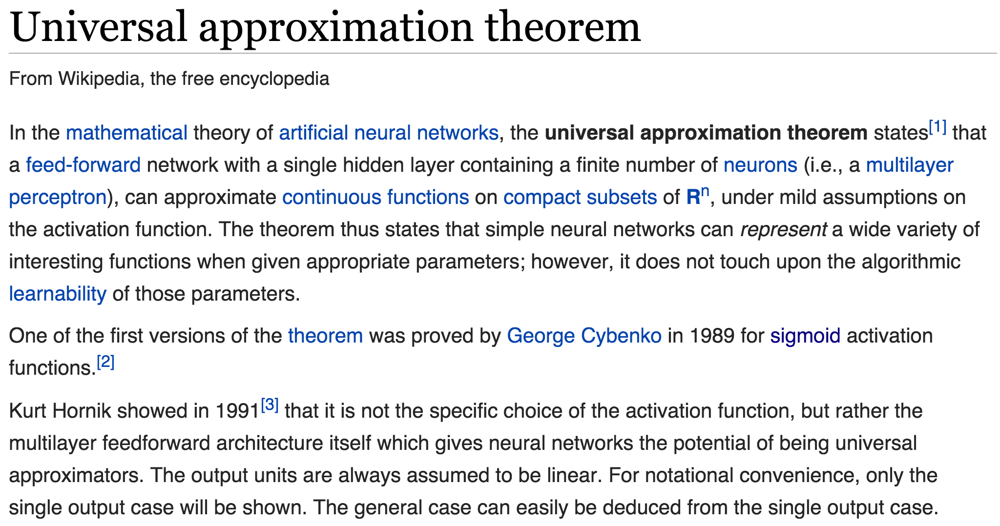 Universal approximation theorem
From Wikipedia, the free encyclopedia
In the mathematical theory of artificial neural networks, the universal approximation theorem states[1] that
a feed-forward network with a single hidden layer containing a finite number of neurons (i.e., a multilayer
perceptron), can approximate continuous functions on compact subsets of Rⁿ, under mild assumptions on
the activation function. The theorem thus states that simple neural networks can represent a wide variety of
interesting functions when given appropriate parameters; however, it does not touch upon the algorithmic
learnability of those parameters.
One of the first versions of the theorem was proved by George Cybenko in 1989 for sigmoid activation
functions.[2]
Kurt Hornik showed in 1991[3] that it is not the specific choice of the activation function, but rather the
multilayer feedforward architecture itself which gives neural networks the potential of being universal
approximators. The output units are always assumed to be linear. For notational convenience, only the
single output case will be shown. The general case can easily be deduced from the single output case.